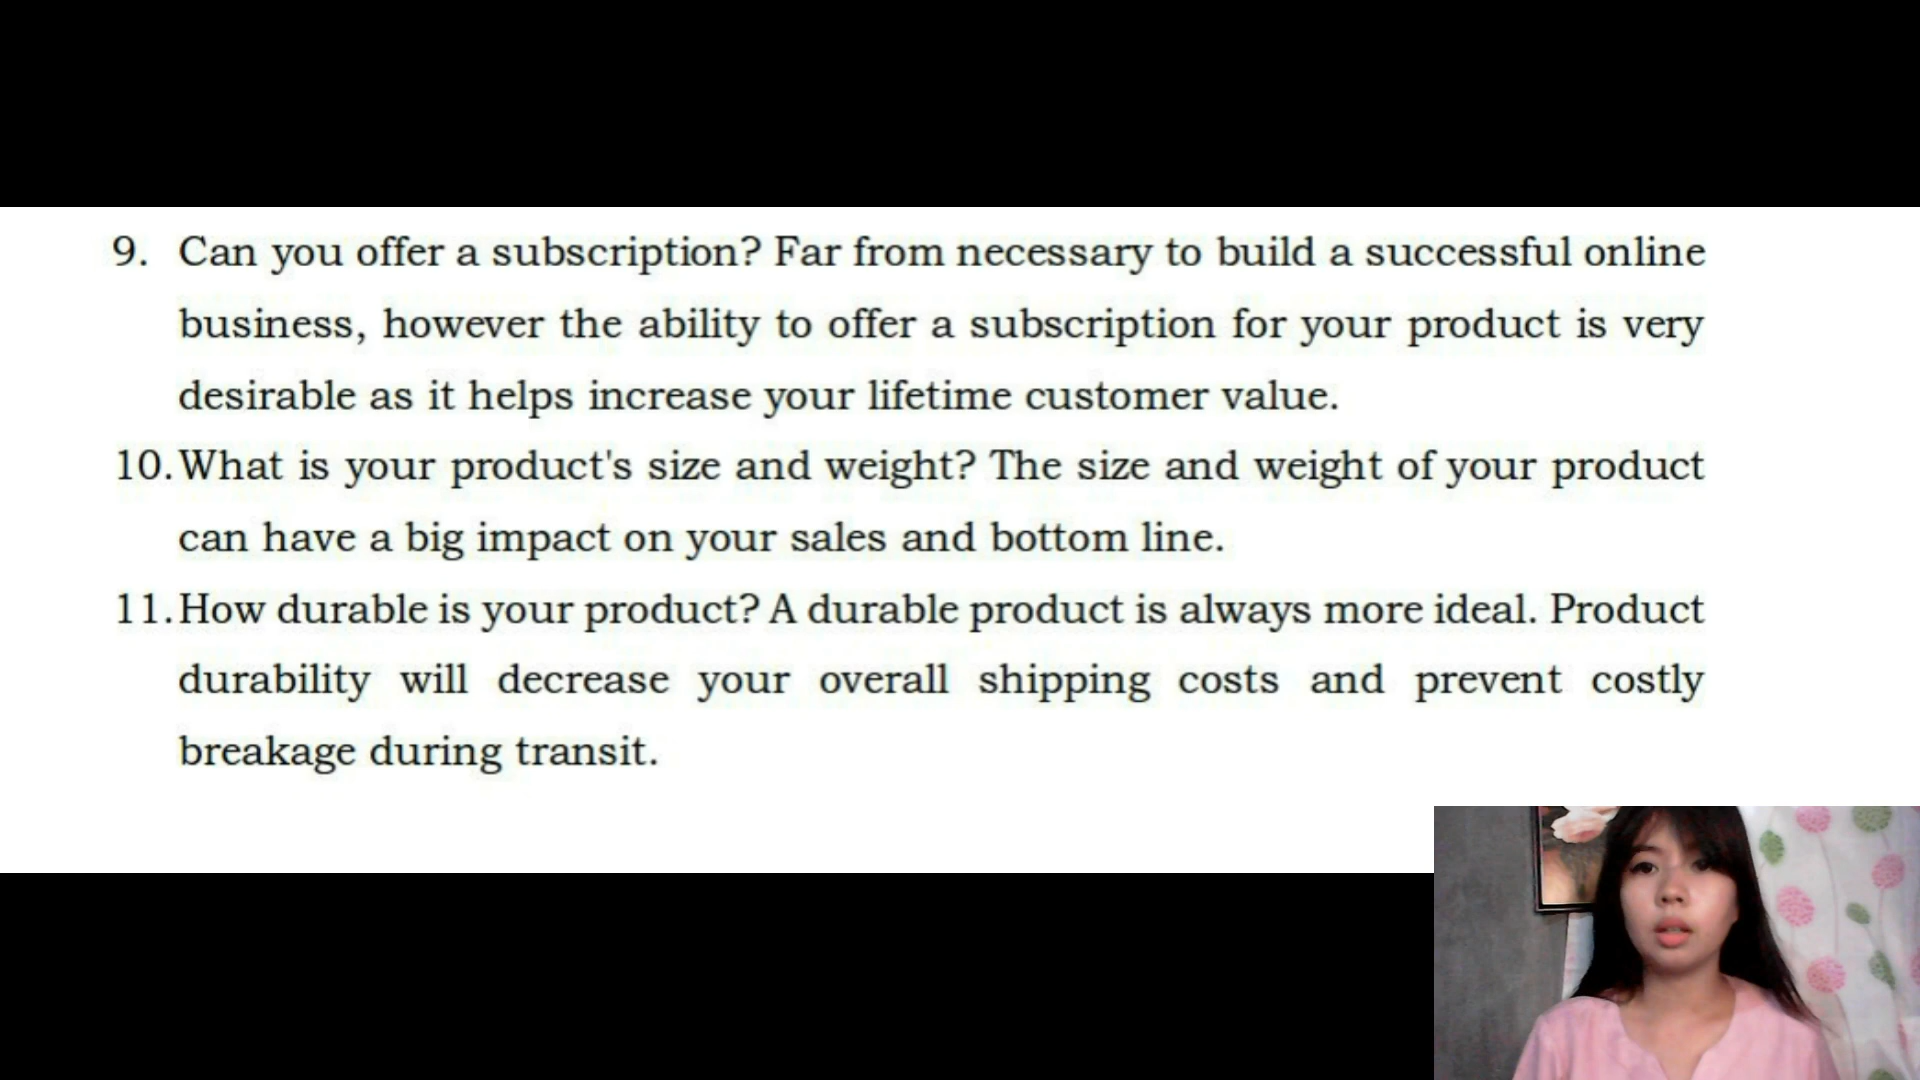 9. Can you offer a subscription? Far from necessary to build a successful online
business, however the ability to offer a subscription for your product is very
desirable as it helps increase your lifetime customer value.
10. What is your product's size and weight? The size and weight of your product
can have a big impact on your sales and bottom line.
11. How durable is your product? A durable product is always more ideal. Product
durability will decrease your overall shipping costs and prevent costly
breakage during transit.